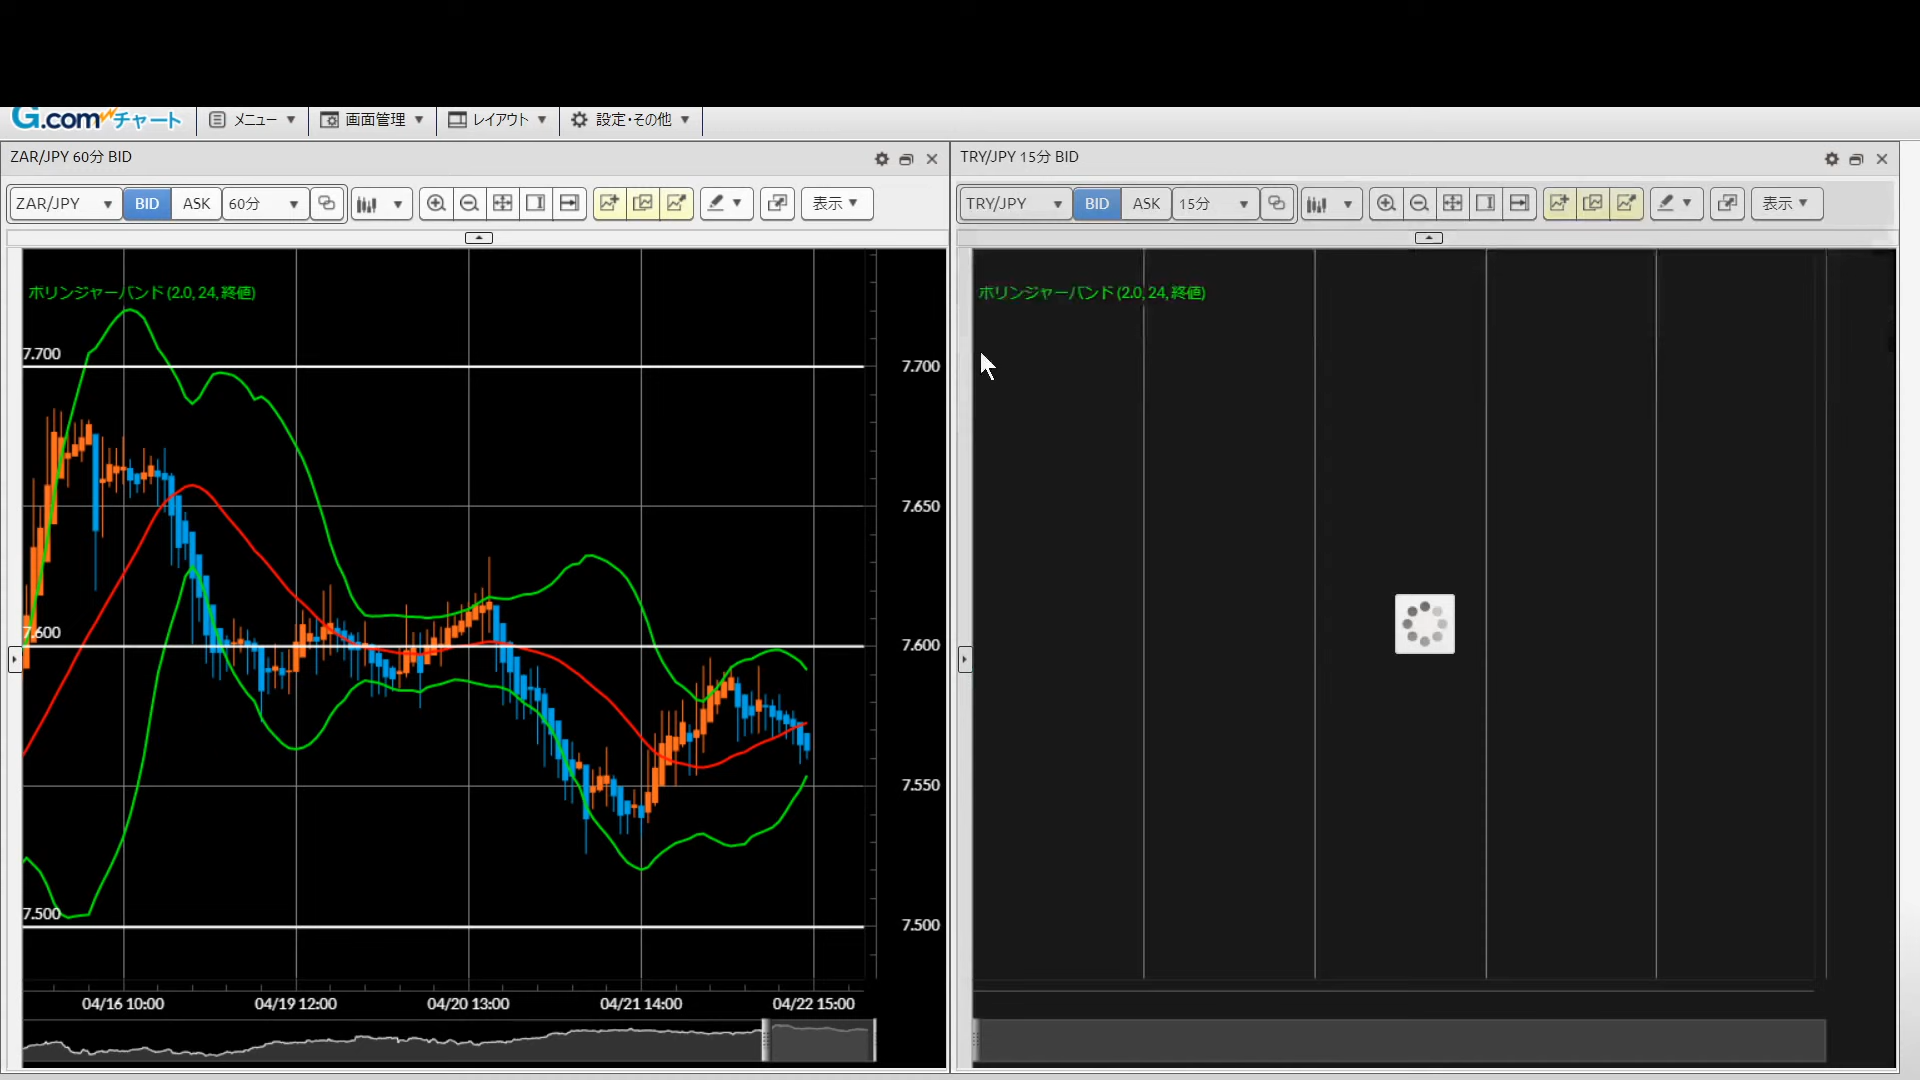 G.comチャート メニュー 画面管理 レイアウト 設定・その他
ZAR/JPY 60分 BID
ZAR/JPY BID ASK 60分 表示
ボリンジャーバンド (2.0, 24, 終値)
7.700
7.600
7.500
7.700
7.650
7.600
7.550
7.500
04/16 10:00 04/19 12:00 04/20 13:00 04/21 14:00 04/22 15:00
TRY/JPY 15分 BID
TRY/JPY BID ASK 15分 表示
ボリンジャーバンド (2.0, 24, 終値)